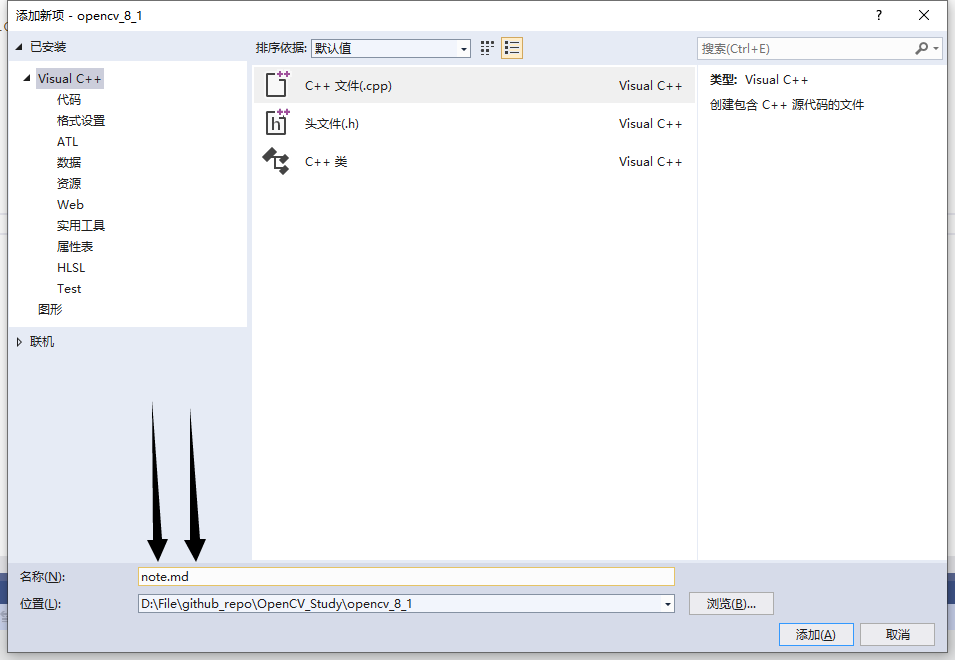 添加新项 - opencv_8_1
?
已安装
排序依据: 默认值
搜索(Ctrl+E)
Visual C++
代码
格式设置
ATL
数据
资源
Web
实用工具
属性表
HLSL
Test
图形
联机
C++ 文件(.cpp) Visual C++
头文件(.h) Visual C++
C++ 类 Visual C++
类型: Visual C++
创建包含 C++ 源代码的文件
名称(N): note.md
位置(L): D:\File\github_repo\OpenCV_Study\opencv_8_1 浏览(B)...
添加(A) 取消